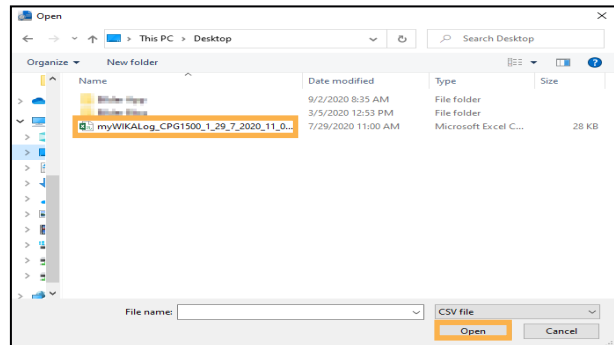 Open
This PC > Desktop
Search Desktop
Organize New folder
Name Date modified Type Size
9/2/2020 8:35 AM File folder
3/5/2020 12:53 PM File folder
myWIKALog_CPG1500_1_29_7_2020_11_0... 7/29/2020 11:00 AM Microsoft Excel C... 28 KB
File name: CSV file
Open Cancel